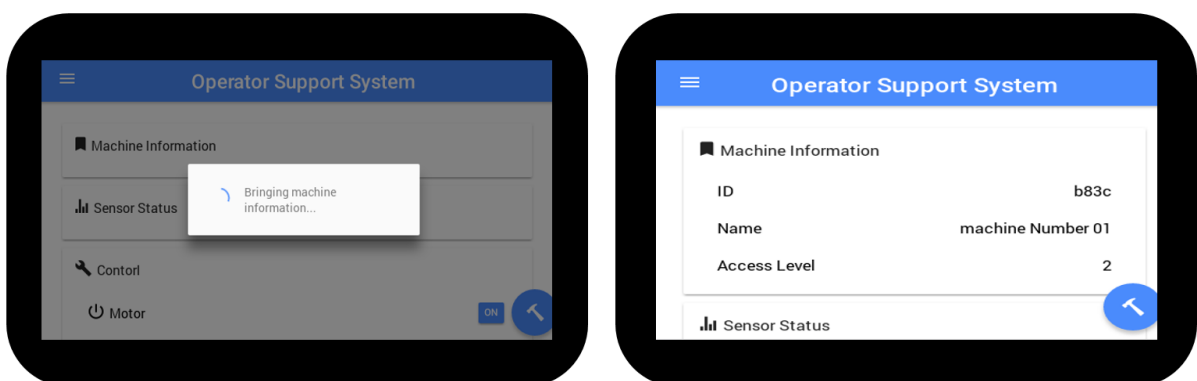 Operator Support System
Machine Information
Bringing machine
information...
Sensor Status
Contorl
Motor
ON
Operator Support System
Machine Information
ID b83c
Name machine Number 01
Access Level 2
Sensor Status